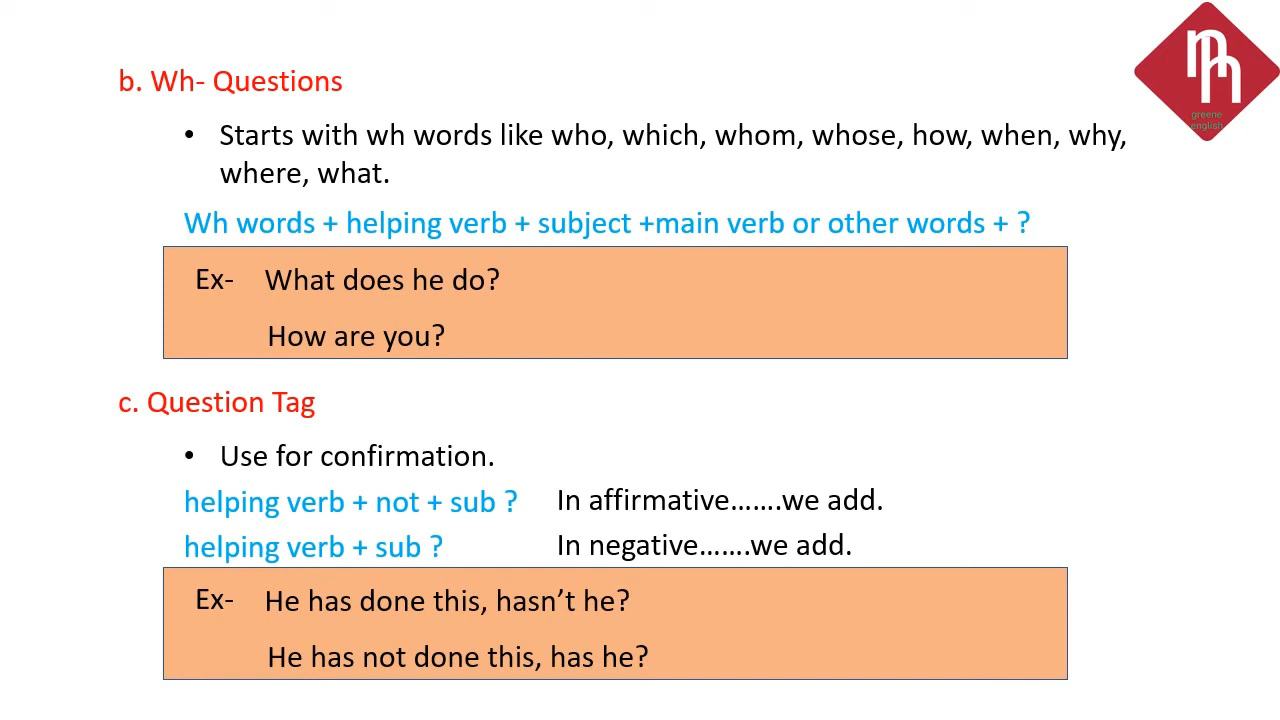 b. Wh- Questions
• Starts with wh words like who, which, whom, whose, how, when, why,
where, what.
Wh words + helping verb + subject +main verb or other words + ?
Ex- What does he do?
How are you?
c. Question Tag
• Use for confirmation.
helping verb + not + sub ? In affirmative…….we add.
helping verb + sub ? In negative…….we add.
Ex- He has done this, hasn’t he?
He has not done this, has he?
greene
english